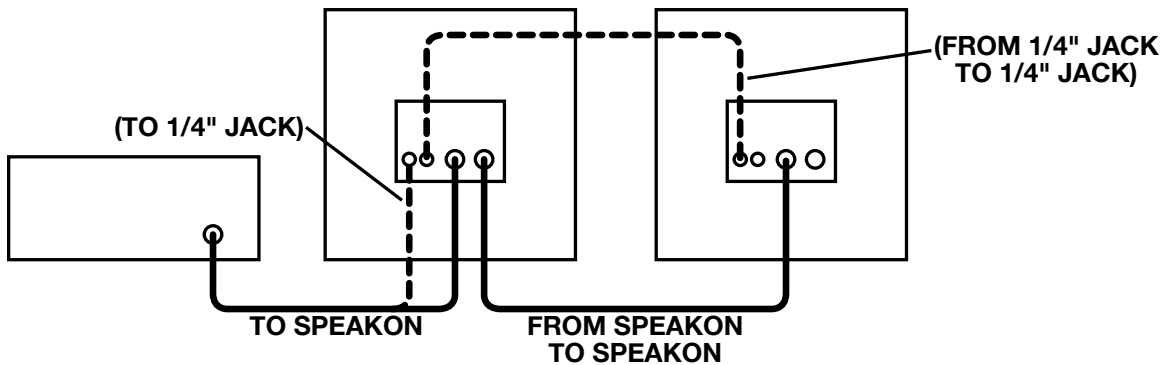 (FROM 1/4" JACK
TO 1/4" JACK)
(TO 1/4" JACK)
TO SPEAKON
FROM SPEAKON
TO SPEAKON